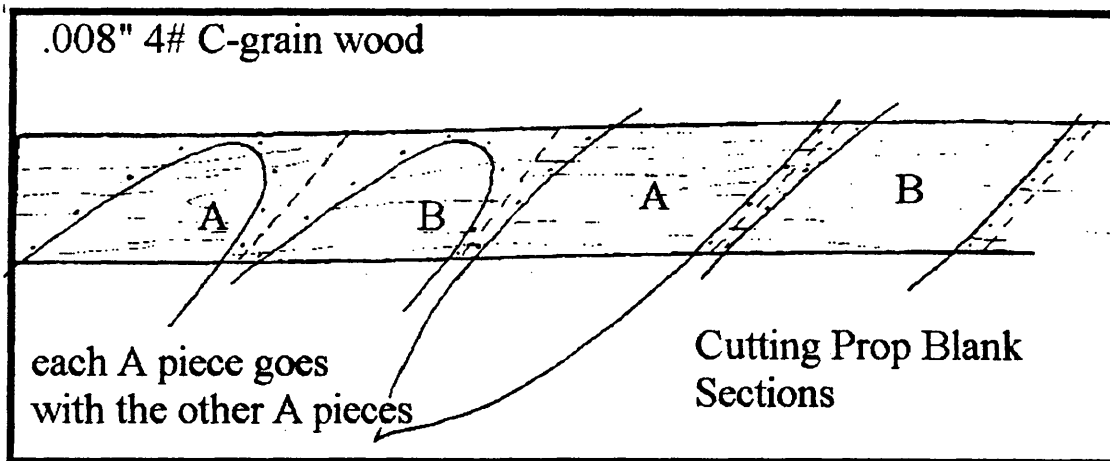 .008" 4# C-grain wood
A
B
A
B
each A piece goes
with the other A pieces
Cutting Prop Blank
Sections